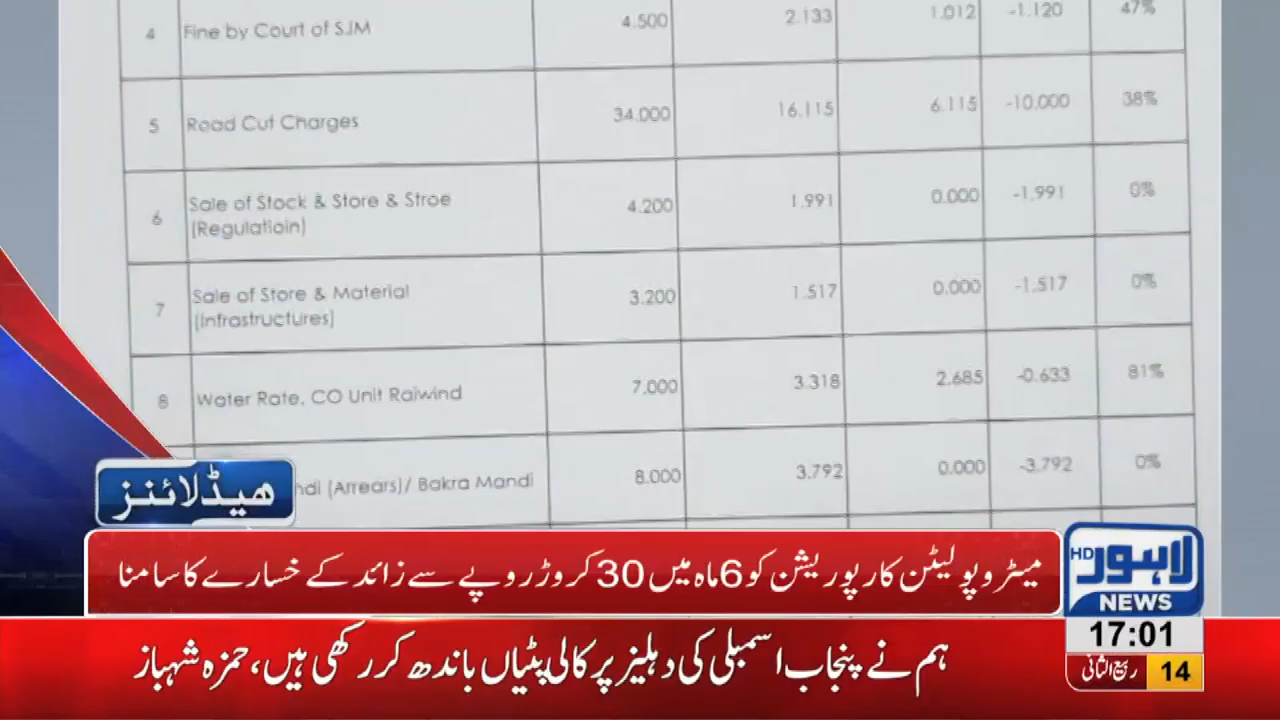 4 Fine by Court of SJM 4.500 2.133 1.012 -1.120 47%
5 Road Cut Charges 34.000 16.115 6.115 -10.000 38%
6 Sale of Stock & Store & Stroe (Regulatioin) 4.200 1.991 0.000 -1.991 0%
7 Sale of Store & Material (Infrastructures) 3.200 1.517 0.000 -1.517 0%
8 Water Rate, CO Unit Raiwind 7.000 3.318 2.685 -0.633 81%
(Arrears)/ Bakra Mandi 8.000 3.792 0.000 -3.792 0%
ھیڈلائنز
میٹروپولیٹن کارپوریشن کو 6 ماہ میں 30 کروڑ روپے سے زائد کے خسارے کا سامنا
لاہور HD
NEWS
17:01
ہم نے پنجاب اسمبلی کی دہلیز پر کالی پٹیاں باندھ کر رکھی ہیں، حمزہ شہباز
14 ربیع الثانی